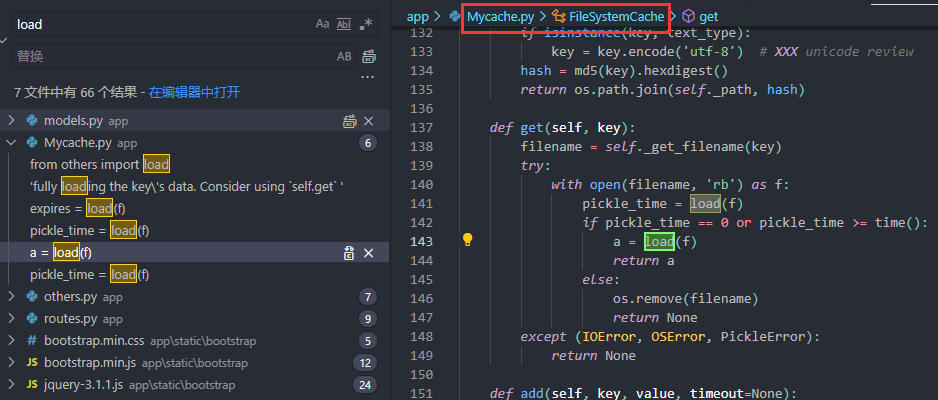 load
Aa Abl .*
替换
AB
...
7 文件中有 66 个结果 - 在编辑器中打开
models.py app
Mycache.py app 6
from others import load
'fully loading the key\'s data. Consider using `self.get`'
expires = load(f)
pickle_time = load(f)
a = load(f)
pickle_time = load(f)
others.py app 7
routes.py app 9
# bootstrap.min.css app\static\bootstrap 5
JS bootstrap.min.js app\static\bootstrap 12
JS jquery-3.1.1.js app\static\bootstrap 24
app > Mycache.py > FileSystemCache > get
132 if isinstance(key, text_type):
133 key = key.encode('utf-8') # XXX unicode review
134 hash = md5(key).hexdigest()
135 return os.path.join(self._path, hash)
136
137 def get(self, key):
138 filename = self._get_filename(key)
139 try:
140 with open(filename, 'rb') as f:
141 pickle_time = load(f)
142 if pickle_time == 0 or pickle_time >= time():
143 a = load(f)
144 return a
145 else:
146 os.remove(filename)
147 return None
148 except (IOError, OSError, PickleError):
149 return None
150
151 def add(self, key, value, timeout=None):